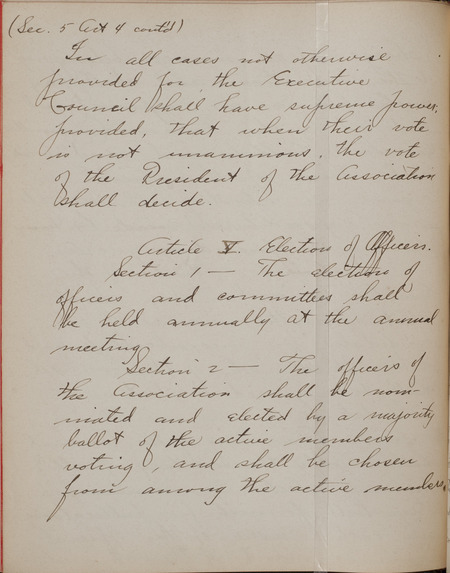 (Sec. 5 Art 4 cont'd)
In all cases not otherwise
provided for the Executive
Council shall have supreme power,
provided, that when their vote
is not unanimous, the vote
of the President of the Association
shall decide.
Article V. Election of Officers.
Section 1 — The election of
officers and committees shall
be held annually at the annual
meeting
Section 2 — The officers of
the Association shall be nom-
inated and elected by a majority
ballot of the active members
voting, and shall be chosen
from among the active members.